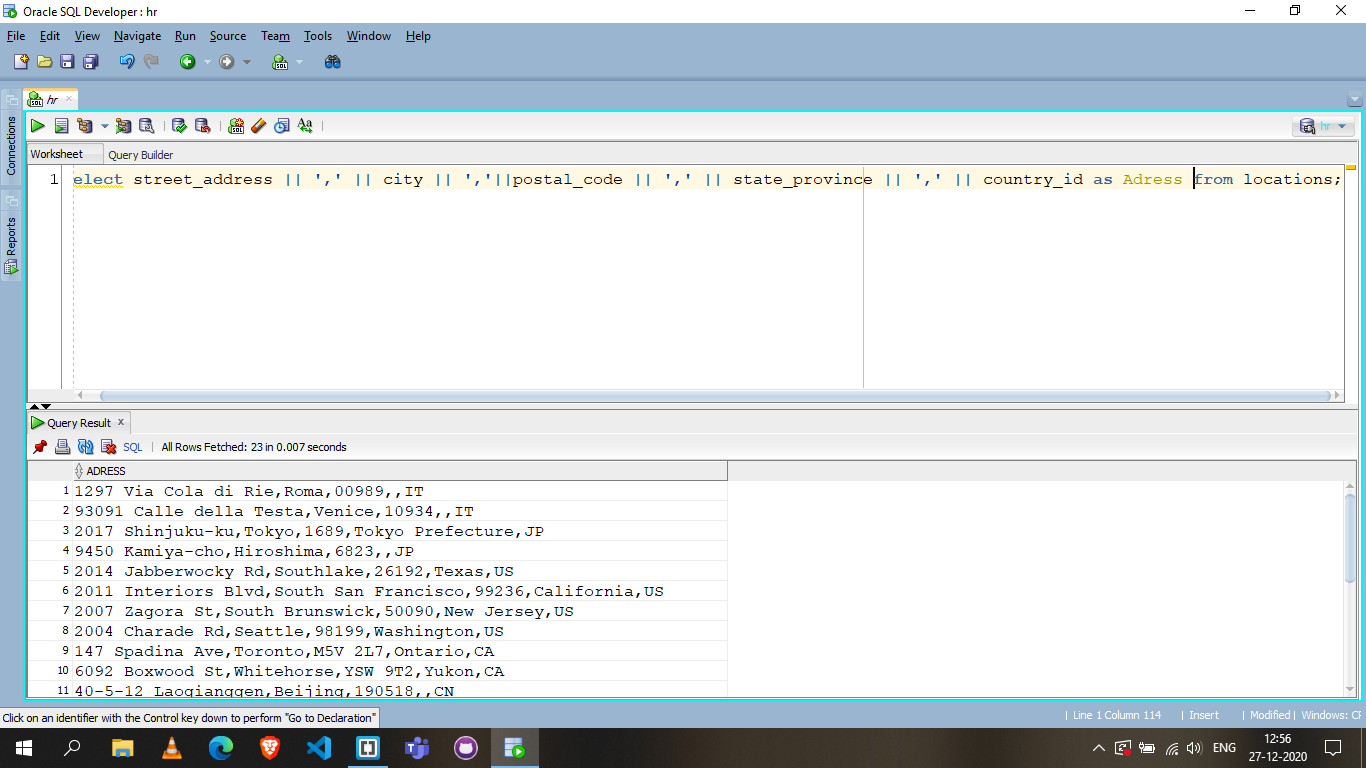 Oracle SQL Developer : hr
File Edit View Navigate Run Source Team Tools Window Help
hr
Connections
Reports
hr
Worksheet Query Builder
1 elect street_address || ',' || city || ','||postal_code || ',' || state_province || ',' || country_id as Adress from locations;
Query Result x
SQL | All Rows Fetched: 23 in 0.007 seconds
ADRESS
1 1297 Via Cola di Rie,Roma,00989,,IT
2 93091 Calle della Testa,Venice,10934,,IT
3 2017 Shinjuku-ku,Tokyo,1689,Tokyo Prefecture,JP
4 9450 Kamiya-cho,Hiroshima,6823,,JP
5 2014 Jabberwocky Rd,Southlake,26192,Texas,US
6 2011 Interiors Blvd,South San Francisco,99236,California,US
7 2007 Zagora St,South Brunswick,50090,New Jersey,US
8 2004 Charade Rd,Seattle,98199,Washington,US
9 147 Spadina Ave,Toronto,M5V 2L7,Ontario,CA
10 6092 Boxwood St,Whitehorse,YSW 9T2,Yukon,CA
11 40-5-12 Laogianggen,Beijing,190518,,CN
Click on an identifier with the Control key down to perform "Go to Declaration"
| Line 1 Column 114 | Insert | Modified | Windows: CF
ENG
12:56
27-12-2020